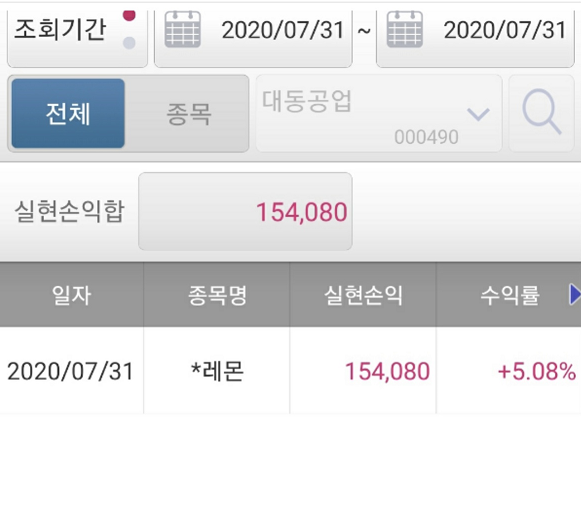 조회기간 2020/07/31 ~ 2020/07/31
전체 종목 대동공업
000490
실현손익합 154,080
일자 종목명 실현손익 수익률
2020/07/31 *레몬 154,080 +5.08%